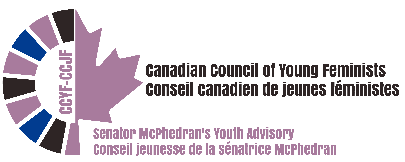 CCYF-CCJF
Canadian Council of Young Feminists
Conseil canadien de jeunes féministes
Senator McPhedran's Youth Advisory
Conseil jeunesse de la sénatrice McPhedran